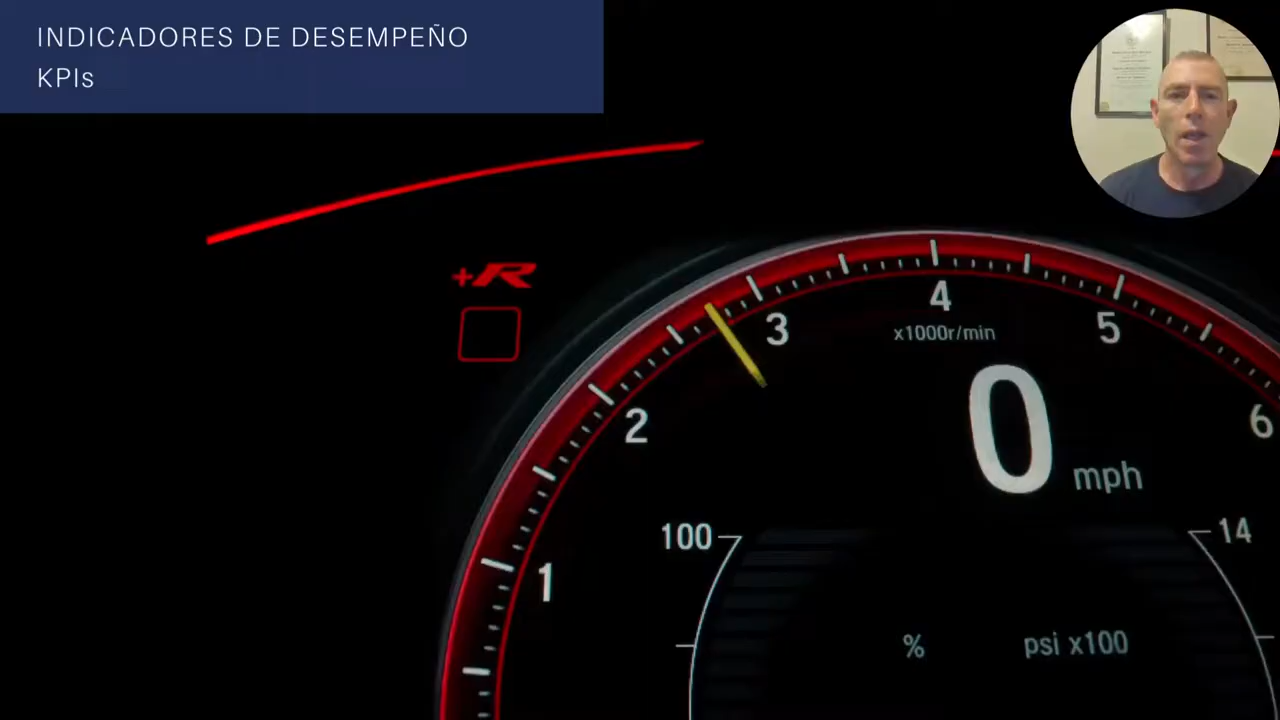 INDICADORES DE DESEMPEÑO
KPIs
+R
4
3
5
x1000r/min
2
0
6
mph
100
14
1
%
psi x100